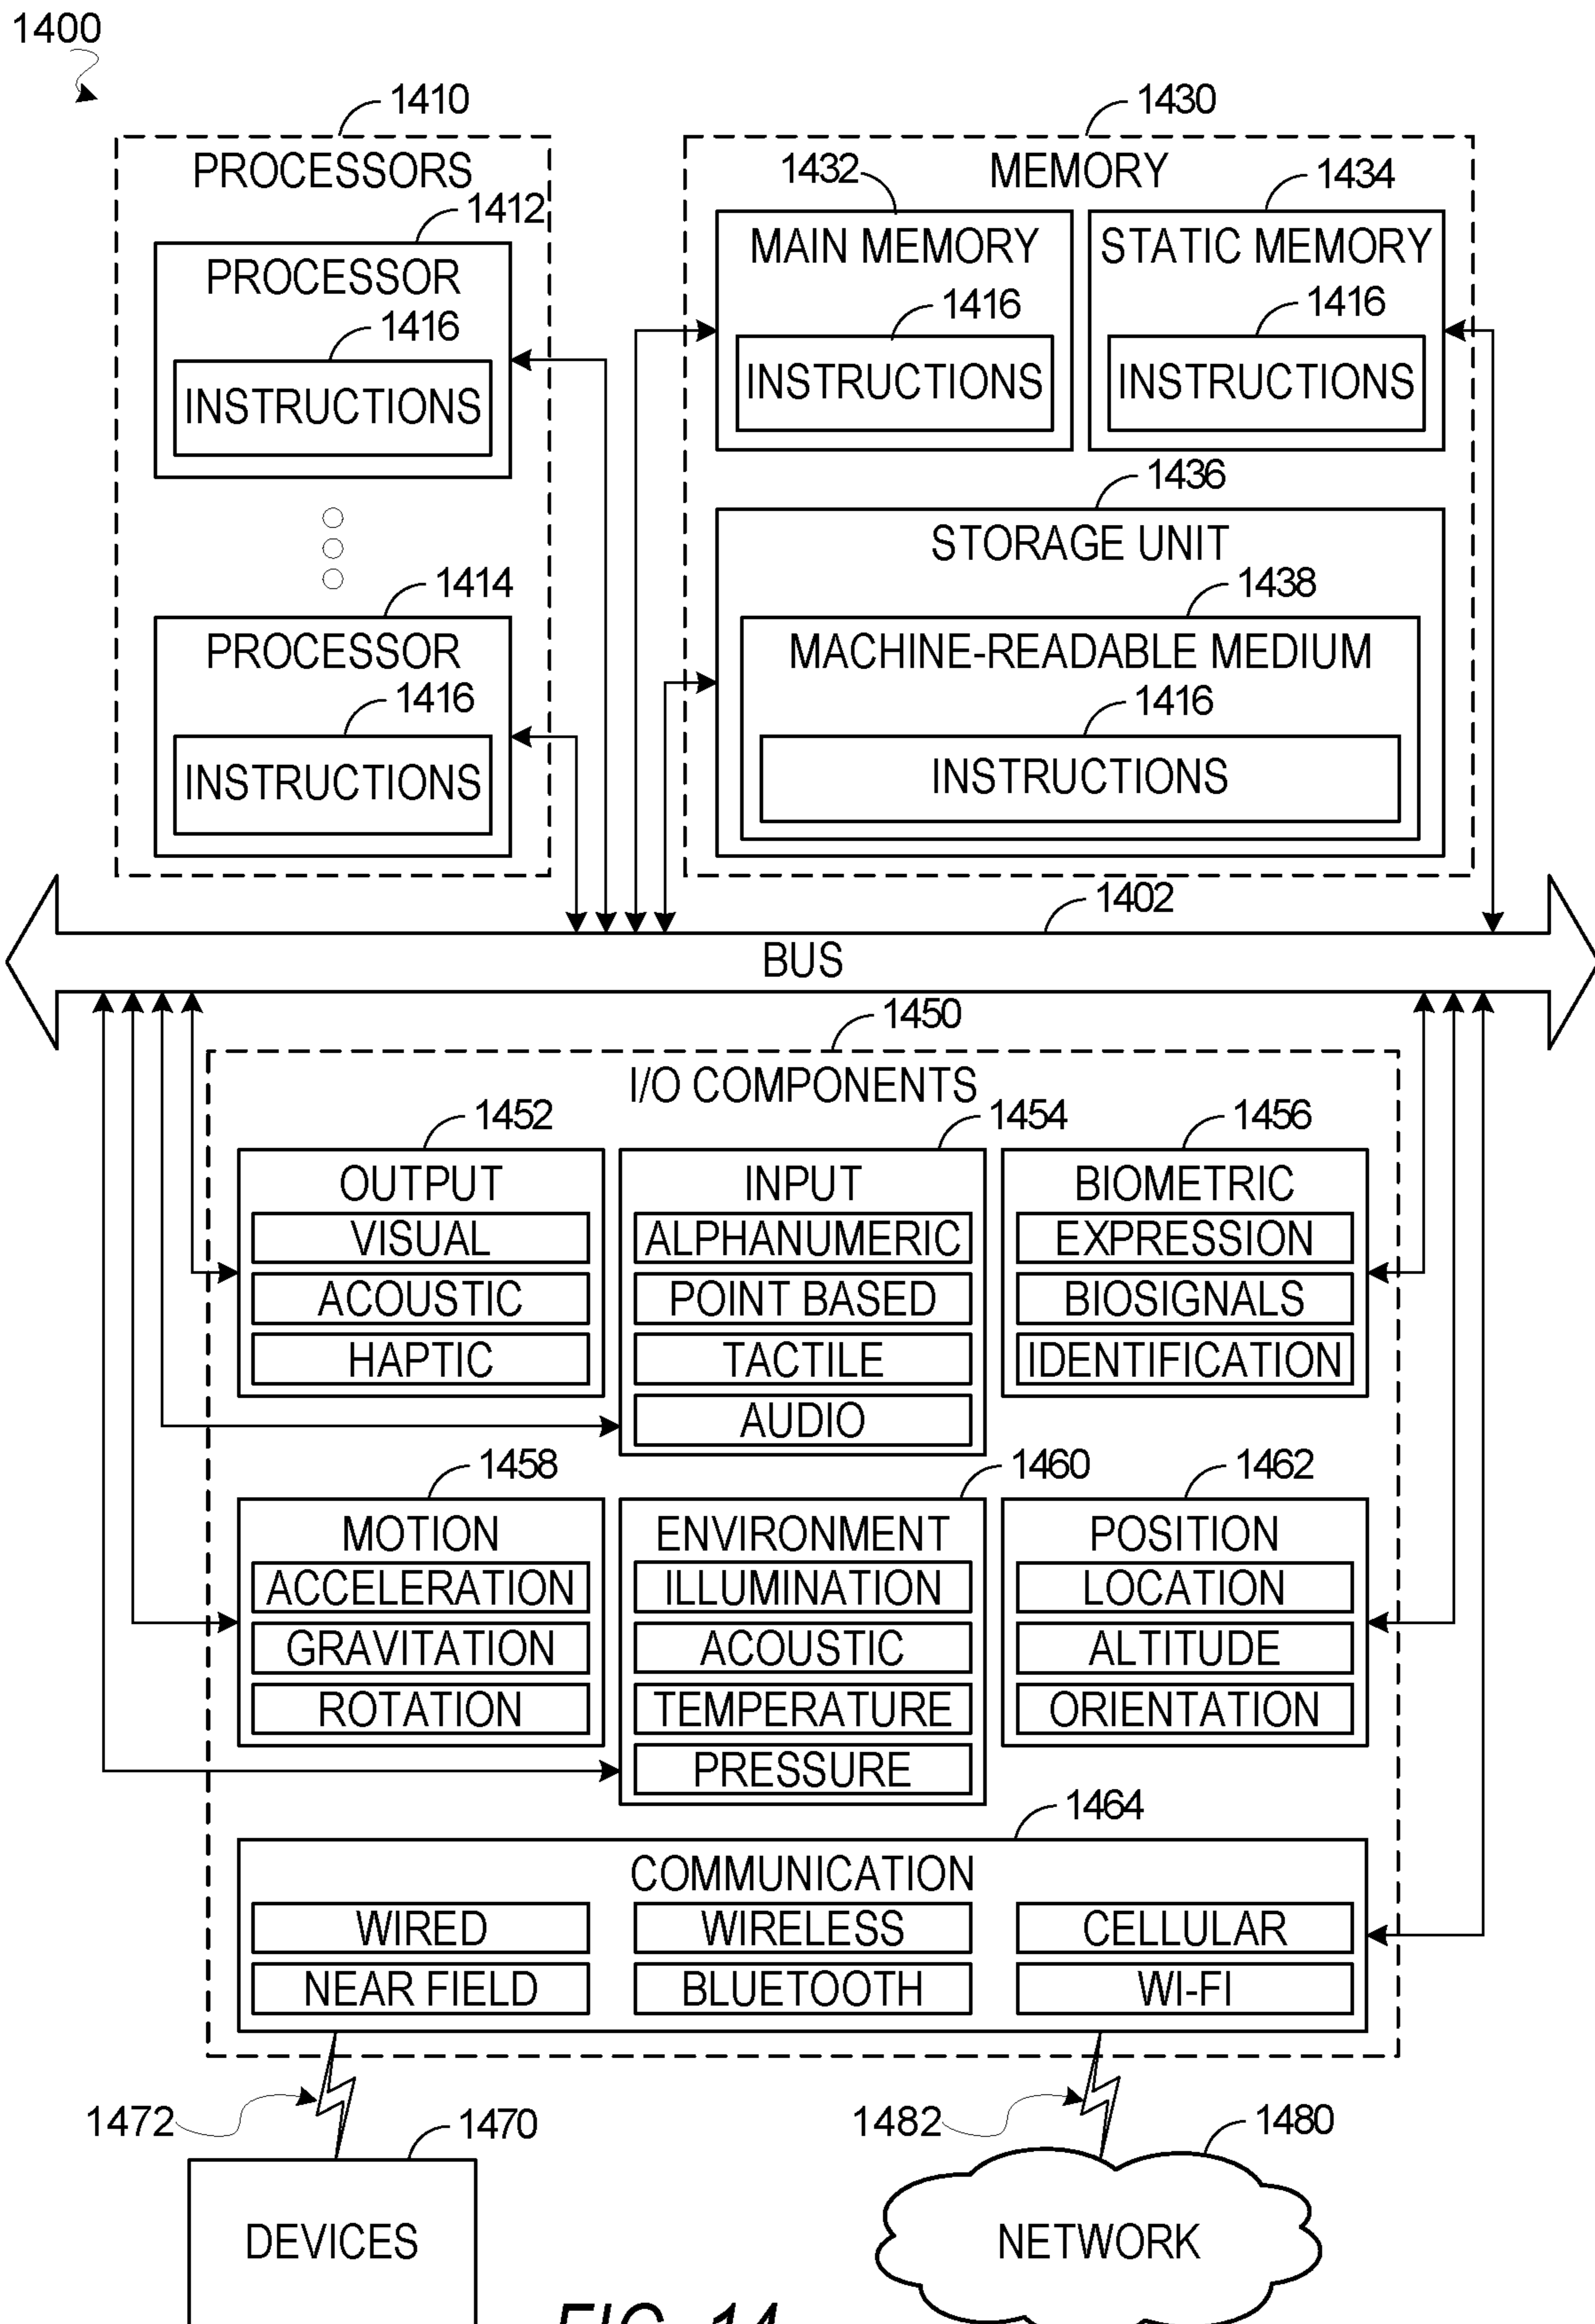 1400
1410
1430
PROCESSORS
1432
MEMORY
1434
1412
MAIN MEMORY
STATIC MEMORY
PROCESSOR
1416
1416
1416
INSTRUCTIONS
INSTRUCTIONS
INSTRUCTIONS
1436
STORAGE UNIT
1414
1438
PROCESSOR
MACHINE-READABLE MEDIUM
1416
1416
INSTRUCTIONS
INSTRUCTIONS
1402
BUS
1450
I/O COMPONENTS
1452
1454
1456
OUTPUT
INPUT
BIOMETRIC
VISUAL
ALPHANUMERIC
EXPRESSION
ACOUSTIC
POINT BASED
BIOSIGNALS
HAPTIC
TACTILE
IDENTIFICATION
AUDIO
1458
1460
1462
MOTION
ENVIRONMENT
POSITION
ACCELERATION
ILLUMINATION
LOCATION
GRAVITATION
ACOUSTIC
ALTITUDE
ROTATION
TEMPERATURE
ORIENTATION
PRESSURE
1464
COMMUNICATION
WIRED
WIRELESS
CELLULAR
NEAR FIELD
BLUETOOTH
WI-FI
1472
1470
1482
1480
DEVICES
NETWORK
FIG. 14